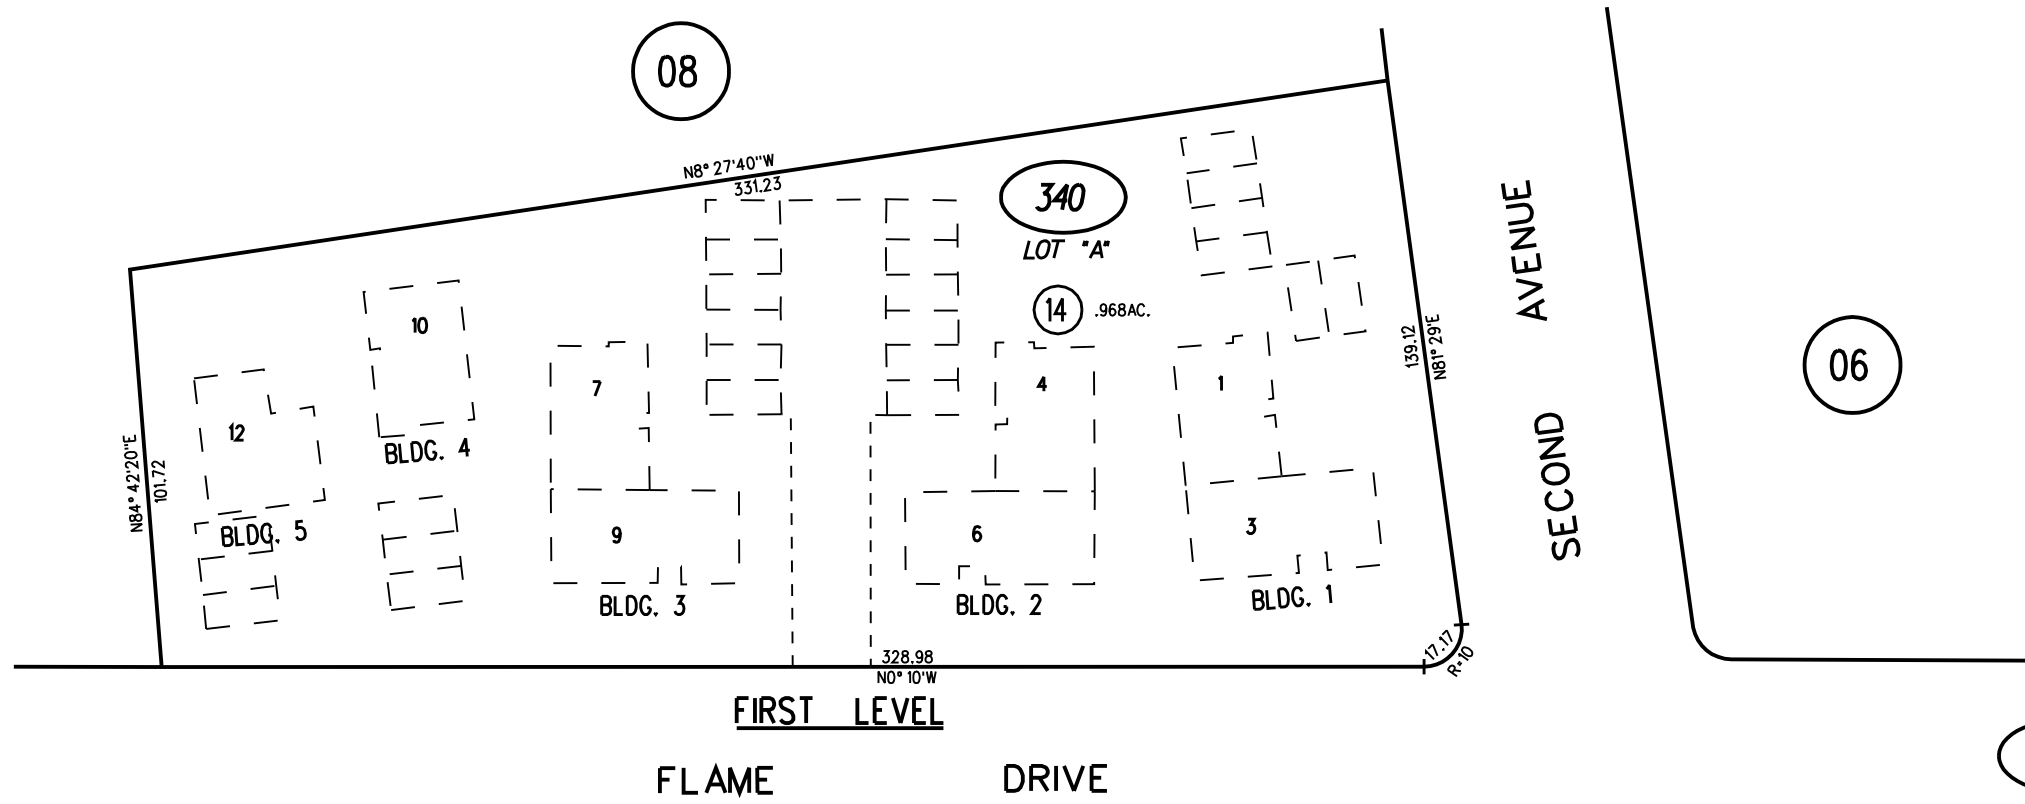 08
N8° 27'40"W
331.23
340
LOT "A"
14 .968AC.
SECOND AVENUE
139.12
N81° 29'E
06
10
12
7
4
1
BLDG. 4
N84° 42'20"E
101.72
BLDG. 5
9
6
3
BLDG. 3
BLDG. 2
BLDG. 1
17.17
R=10
328.98
N0° 10'W
FIRST LEVEL
FLAME DRIVE